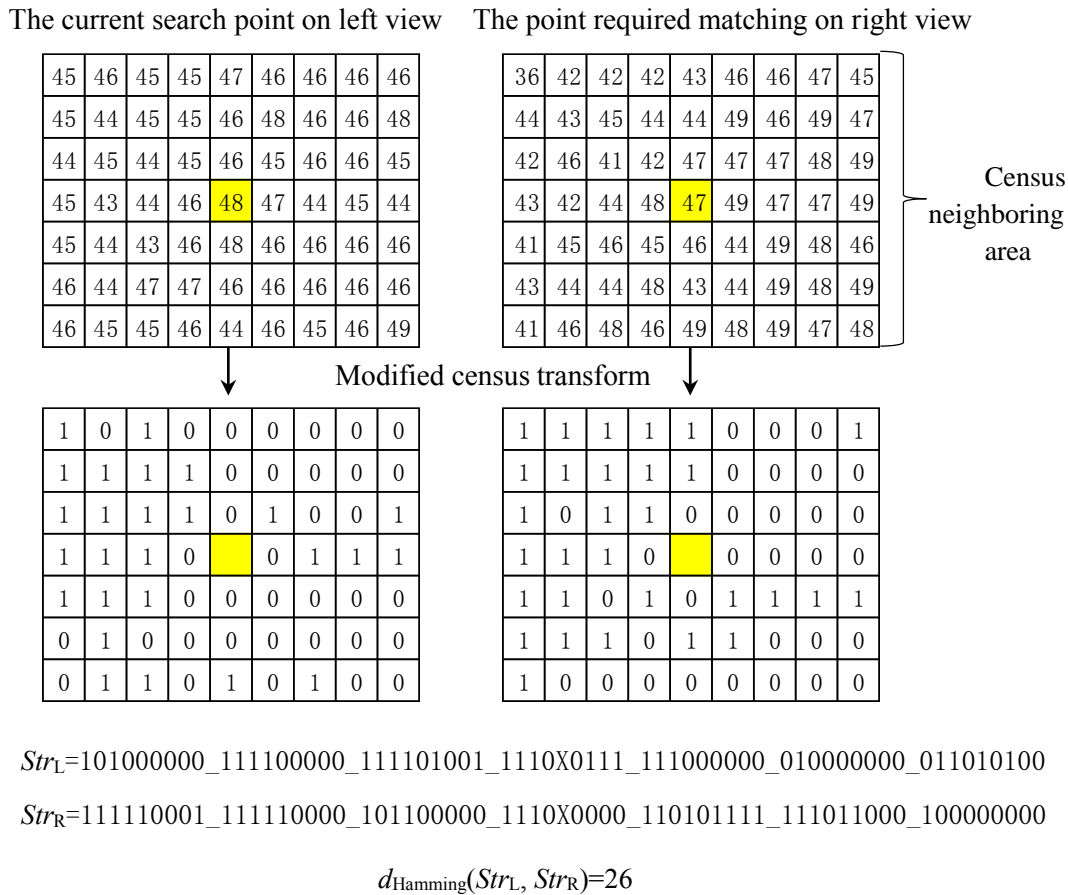 The current search point on left view The point required matching on right view
45 46 45 45 47 46 46 46 46 36 42 42 42 43 46 46 47 45
45 44 45 45 46 48 46 46 48 44 43 45 44 44 49 46 49 47
44 45 44 45 46 45 46 46 45 42 46 41 42 47 47 47 48 49
45 43 44 46 48 47 44 45 44 43 42 44 48 47 49 47 47 49
45 44 43 46 48 46 46 46 46 41 45 46 45 46 44 49 48 46
46 44 47 47 46 46 46 46 46 43 44 44 48 43 44 49 48 49
46 45 45 46 44 46 45 46 49 41 46 48 46 49 48 49 47 48
Census
neighboring
area
Modified census transform
1 0 1 0 0 0 0 0 0 1 1 1 1 1 0 0 0 1
1 1 1 1 0 0 0 0 0 1 1 1 1 1 0 0 0 0
1 1 1 1 0 1 0 0 1 1 0 1 1 0 0 0 0 0
1 1 1 0 0 1 1 1 1 1 1 0 0 0 0 0
1 1 1 0 0 0 0 0 0 1 1 0 1 0 1 1 1 1
0 1 0 0 0 0 0 0 0 1 1 1 0 1 1 0 0 0
0 1 1 0 1 0 1 0 0 1 0 0 0 0 0 0 0 0
StrL=101000000_111100000_111101001_1110X0111_111000000_010000000_011010100
StrR=111110001_111110000_101100000_1110X0000_110101111_111011000_100000000
dHamming(StrL, StrR)=26